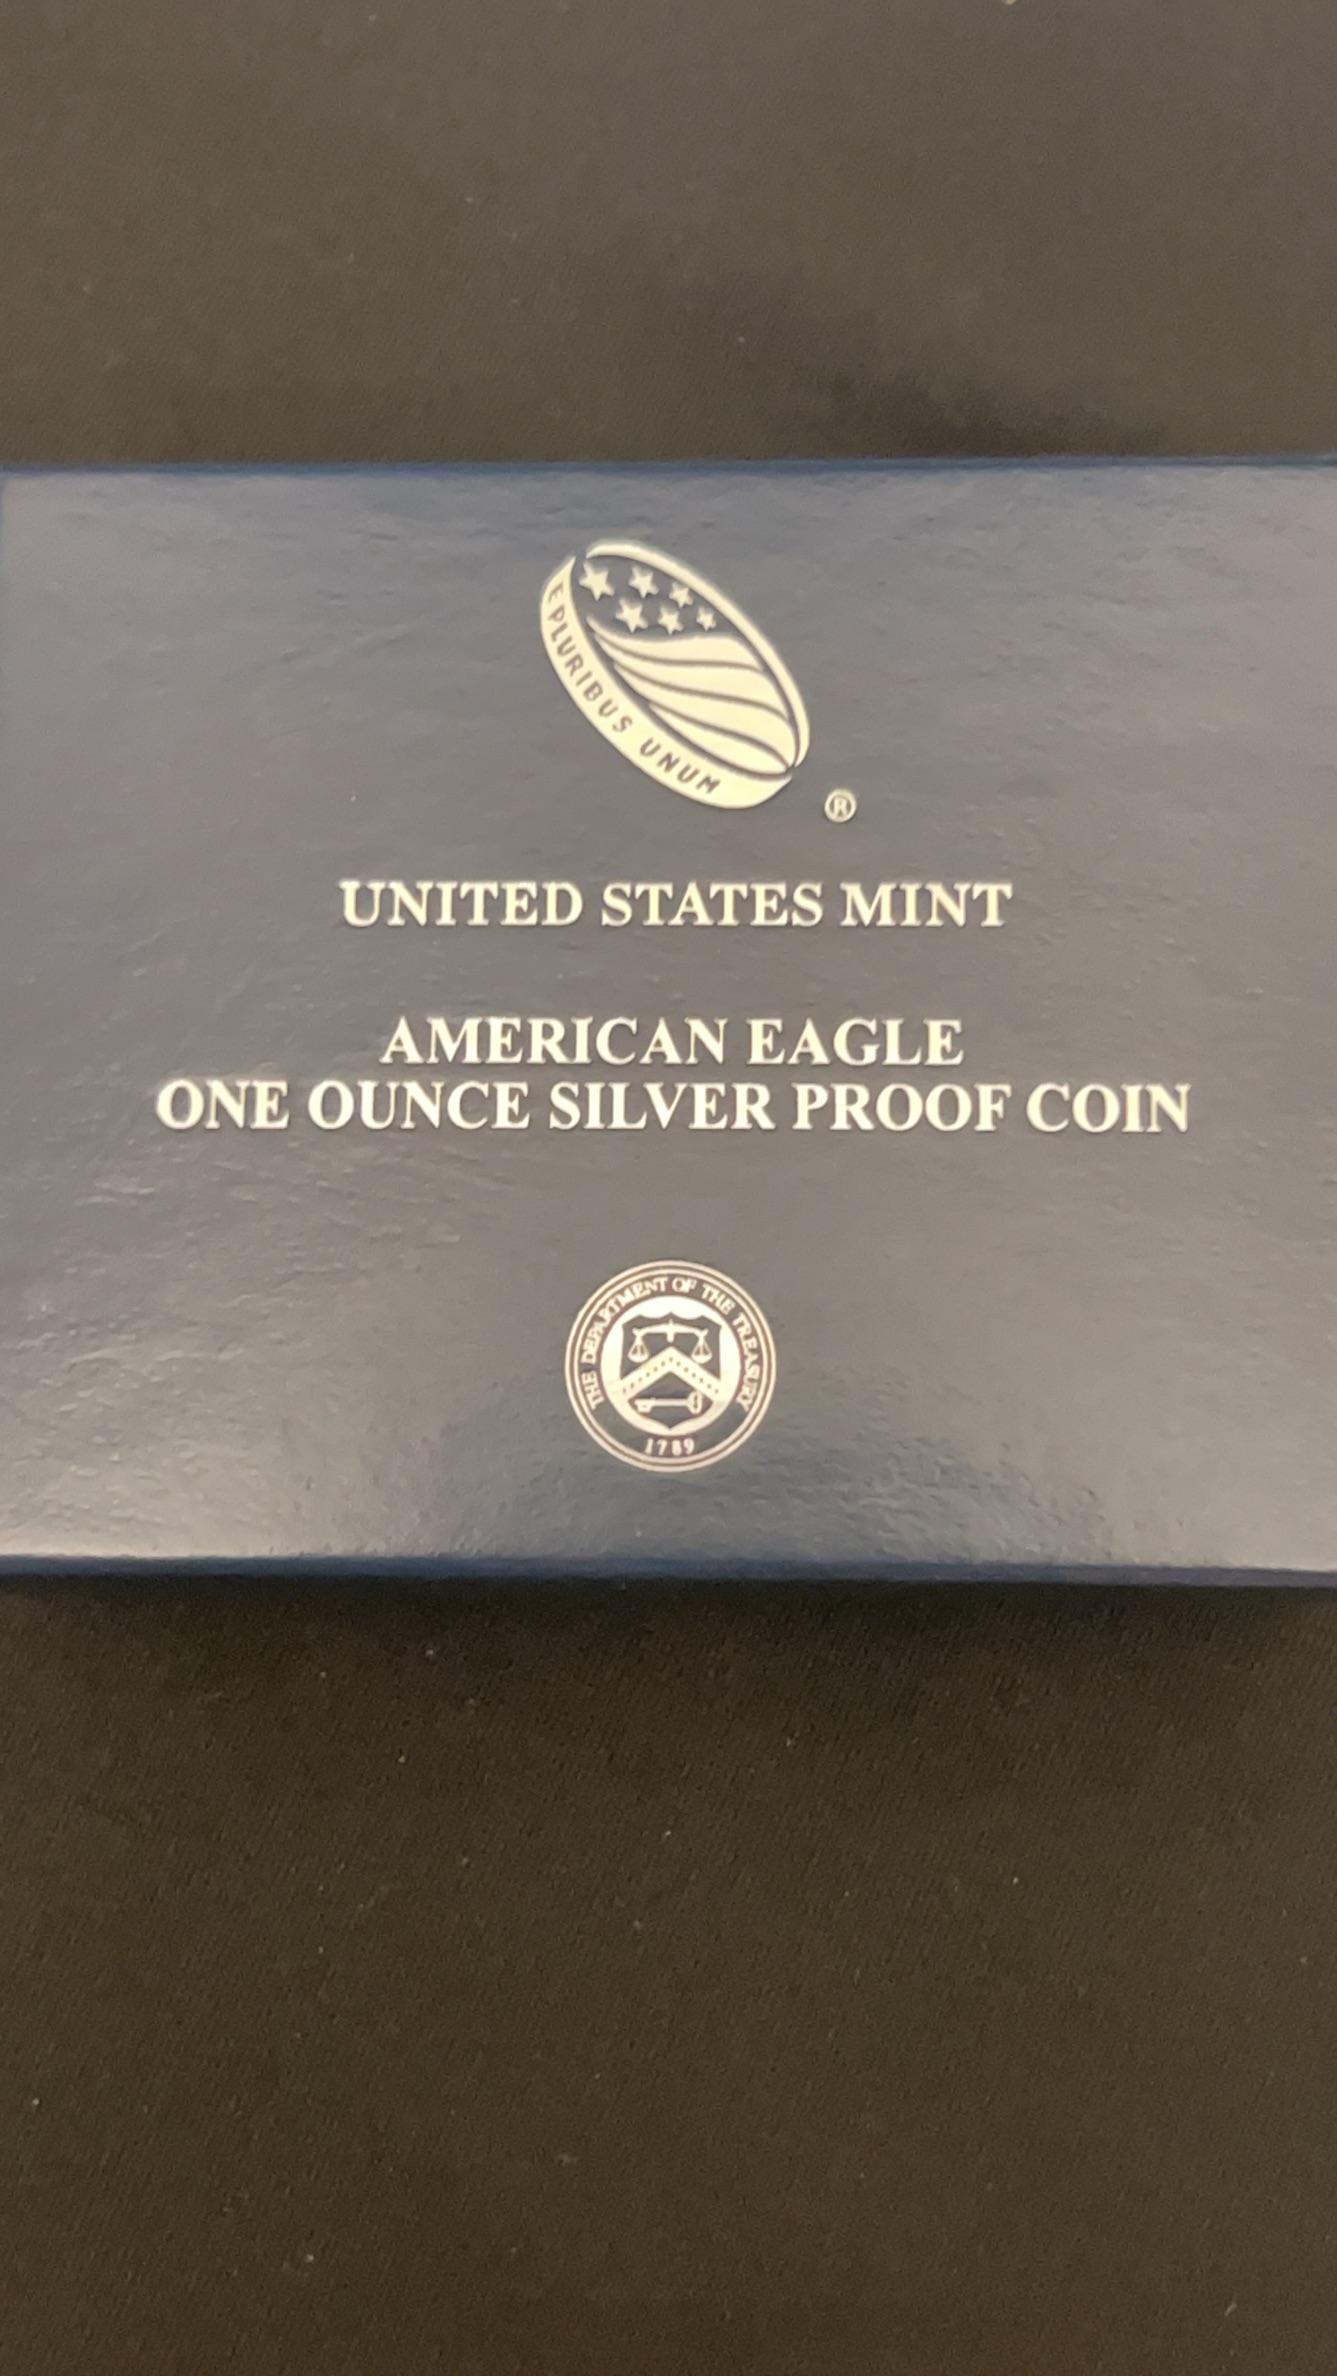 E PLURIBUS UNUM
®
UNITED STATES MINT
AMERICAN EAGLE
ONE OUNCE SILVER PROOF COIN
THE DEPARTMENT OF THE TREASURY
1789